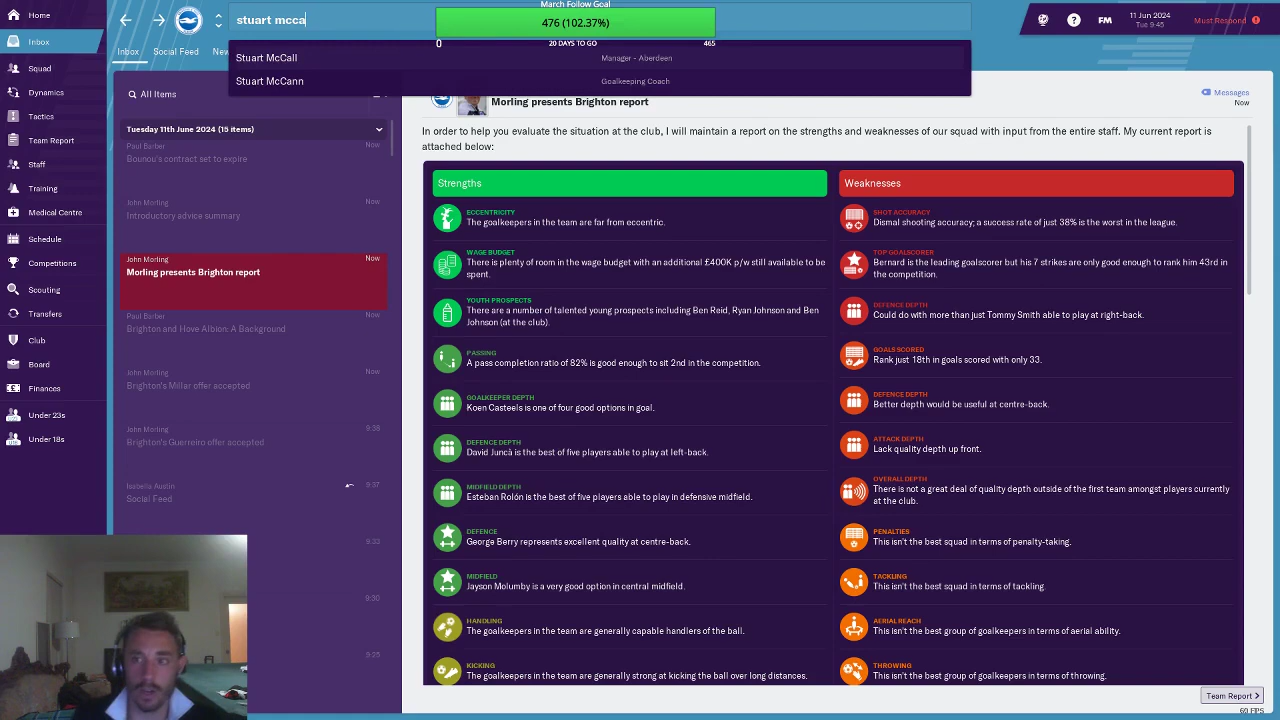 stuart mcca
March Follow Goal
476 (102.37%)
0
20 DAYS TO GO
465
FM
11 Jun 2024
Tue 9:45
Must Respond
Stuart McCall
Manager - Aberdeen
Stuart McCann
Goalkeeping Coach
Home
Inbox
Squad
Dynamics
Tactics
Team Report
Staff
Training
Medical Centre
Schedule
Competitions
Scouting
Transfers
Club
Board
Finances
Under 23s
Under 18s
Inbox
Social Feed
New
All Items
Tuesday 11th June 2024 (15 items)
Paul Barber
Now
Bounou's contract set to expire
John Morling
Now
Introductory advice summary
John Morling
Now
Morling presents Brighton report
Paul Barber
Now
Brighton and Hove Albion: A Background
John Morling
Now
Brighton's Millar offer accepted
John Morling
9:38
Brighton's Guerreiro offer accepted
Isabella Austin
9:37
Social Feed
Morling presents Brighton report
Messages
Now
In order to help you evaluate the situation at the club, I will maintain a report on the strengths and weaknesses of our squad with input from the entire staff. My current report is
attached below:
Strengths
ECCENTRICITY
The goalkeepers in the team are far from eccentric.
WAGE BUDGET
There is plenty of room in the wage budget with an additional £400K p/w still available to be
spent.
YOUTH PROSPECTS
There are a number of talented young prospects including Ben Reid, Ryan Johnson and Ben
Johnson (at the club).
PASSING
A pass completion ratio of 82% is good enough to sit 2nd in the competition.
GOALKEEPER DEPTH
Koen Casteels is one of four good options in goal.
DEFENCE DEPTH
David Juncà is the best of five players able to play at left-back.
MIDFIELD DEPTH
Esteban Rolón is the best of five players able to play in defensive midfield.
DEFENCE
George Berry represents excellent quality at centre-back.
MIDFIELD
Jayson Molumby is a very good option in central midfield.
HANDLING
The goalkeepers in the team are generally capable handlers of the ball.
KICKING
The goalkeepers in the team are generally strong at kicking the ball over long distances.
Weaknesses
SHOT ACCURACY
Dismal shooting accuracy; a success rate of just 38% is the worst in the league.
TOP GOALSCORER
Bernard is the leading goalscorer but his 7 strikes are only good enough to rank him 43rd in
the competition.
DEFENCE DEPTH
Could do with more than just Tommy Smith able to play at right-back.
GOALS SCORED
Rank just 18th in goals scored with only 33.
DEFENCE DEPTH
Better depth would be useful at centre-back.
ATTACK DEPTH
Lack quality depth up front.
OVERALL DEPTH
There is not a great deal of quality depth outside of the first team amongst players currently
at the club.
PENALTIES
This isn't the best squad in terms of penalty-taking.
TACKLING
This isn't the best squad in terms of tackling.
AERIAL REACH
This isn't the best group of goalkeepers in terms of aerial ability.
THROWING
This isn't the best group of goalkeepers in terms of throwing.
Team Report
60 FPS